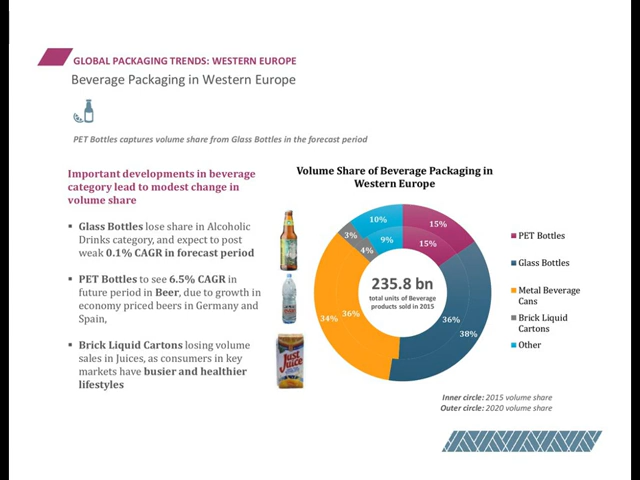 GLOBAL PACKAGING TRENDS: WESTERN EUROPE
Beverage Packaging in Western Europe
PET Bottles captures volume share from Glass Bottles in the forecast period
Important developments in beverage
category lead to modest change in
volume share
▪ Glass Bottles lose share in Alcoholic
Drinks category, and expect to post
weak 0.1% CAGR in forecast period
▪ PET Bottles to see 6.5% CAGR in
future period in Beer, due to growth in
economy priced beers in Germany and
Spain,
▪ Brick Liquid Cartons losing volume
sales in Juices, as consumers in key
markets have busier and healthier
lifestyles
Just
Juice
Volume Share of Beverage Packaging in
Western Europe
10%
15%
3%
9%
15%
4%
235.8 bn
total units of Beverage
products sold in 2015
34%
36%
36%
38%
PET Bottles
Glass Bottles
Metal Beverage
Cans
Brick Liquid
Cartons
Other
Inner circle: 2015 volume share
Outer circle: 2020 volume share